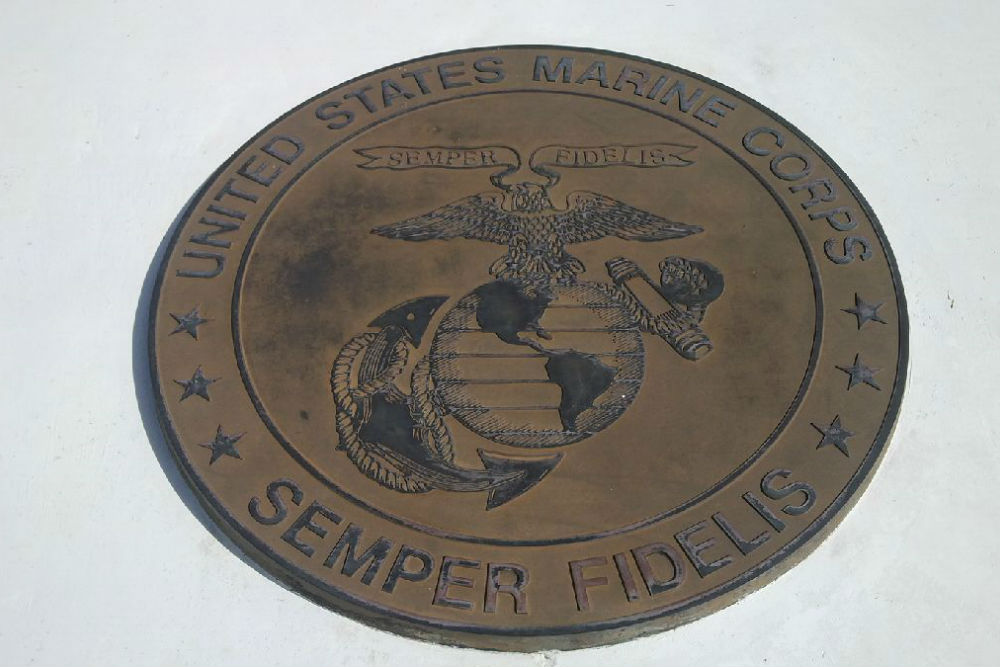 UNITED STATES MARINE CORPS
SEMPER FIDELIS
SEMPER FIDELIS